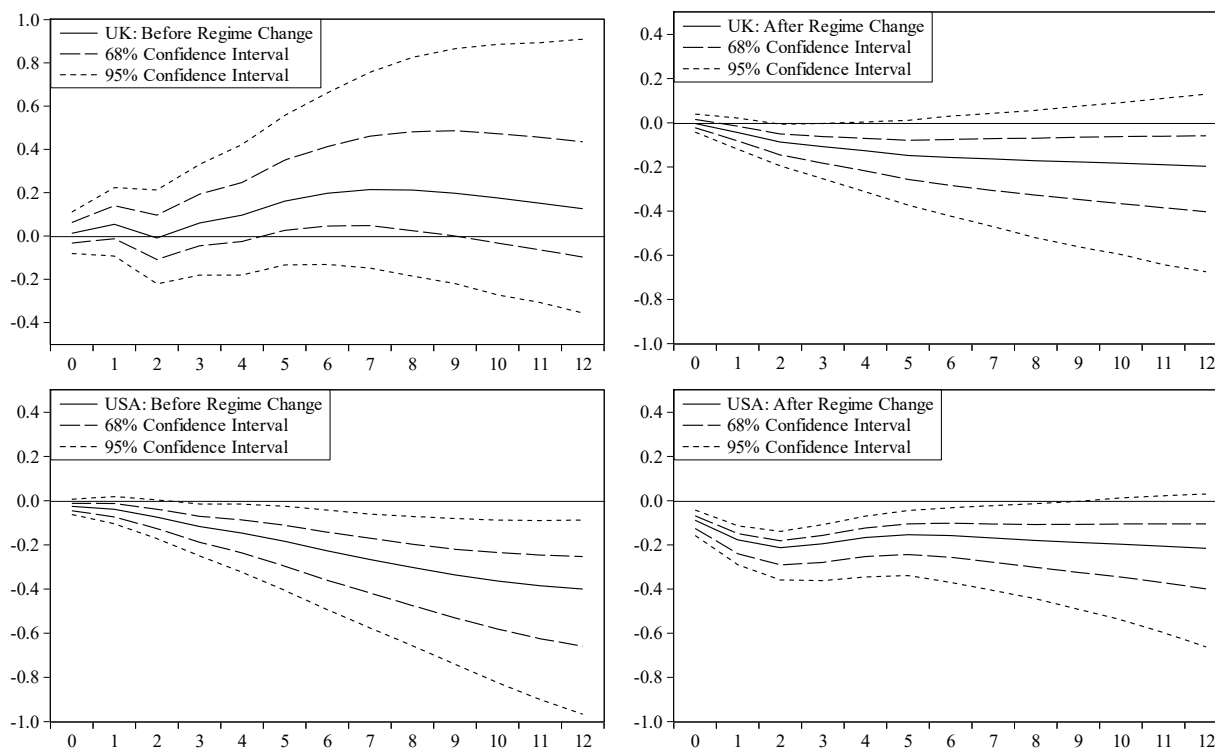 UK: Before Regime Change
68% Confidence Interval
95% Confidence Interval
1.0
0.8
0.6
0.4
0.2
0.0
-0.2
-0.4
0 1 2 3 4 5 6 7 8 9 10 11 12
UK: After Regime Change
68% Confidence Interval
95% Confidence Interval
0.4
0.2
0.0
-0.2
-0.4
-0.6
-0.8
-1.0
0 1 2 3 4 5 6 7 8 9 10 11 12
USA: Before Regime Change
68% Confidence Interval
95% Confidence Interval
0.4
0.2
0.0
-0.2
-0.4
-0.6
-0.8
-1.0
0 1 2 3 4 5 6 7 8 9 10 11 12
USA: After Regime Change
68% Confidence Interval
95% Confidence Interval
0.4
0.2
0.0
-0.2
-0.4
-0.6
-0.8
-1.0
0 1 2 3 4 5 6 7 8 9 10 11 12